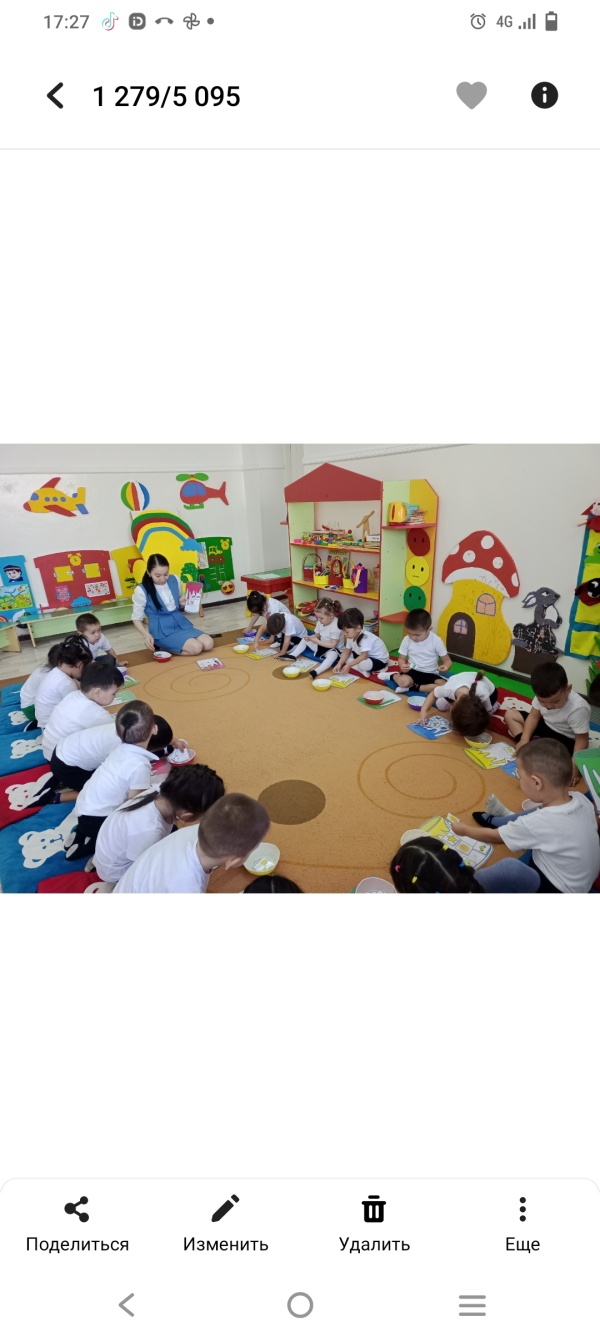 17:27
4G
1 279/5 095
Поделиться
Изменить
Удалить
Еще